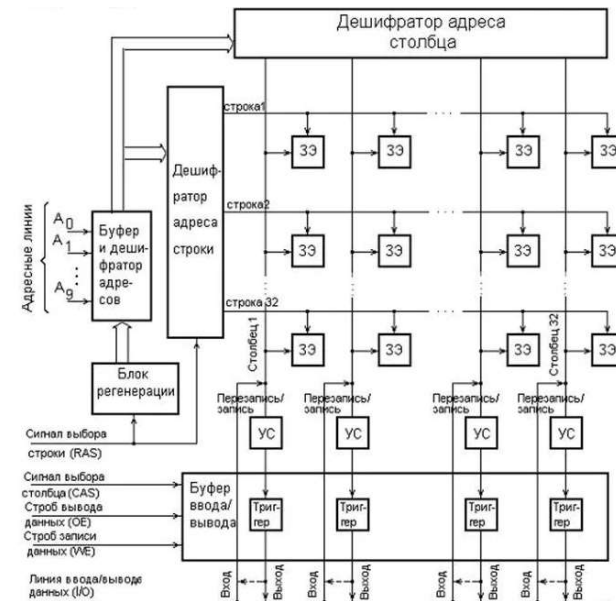 Дешифратор адреса
столбца
строка1
ЗЭ ЗЭ ЗЭ ЗЭ
Дешиф-
ратор
адреса
строки
Адресные линии
A0
A1
A9
Буфер
и деши-
фратор
адре-
сов
строка2
ЗЭ ЗЭ ЗЭ ЗЭ
строка 32
ЗЭ ЗЭ ЗЭ ЗЭ
Столбец 1
Столбец 32
Блок
регенерации
Перезапись/
запись
Перезапись/
запись
Перезапись/
запись
Перезапись/
запись
Сигнал выбора
строки (RAS)
УС УС УС УС
Сигнал выбора
столбца (CAS)
Строб вывода
данных (OE)
Строб записи
данных (WE)
Буфер
ввода/
вывода
Триг-
гер
Триг-
гер
Триг-
гер
Триг-
гер
Линия ввода/выводе
данных (I/O)
Вход Выход Вход Выход Вход Выход Вход Выход